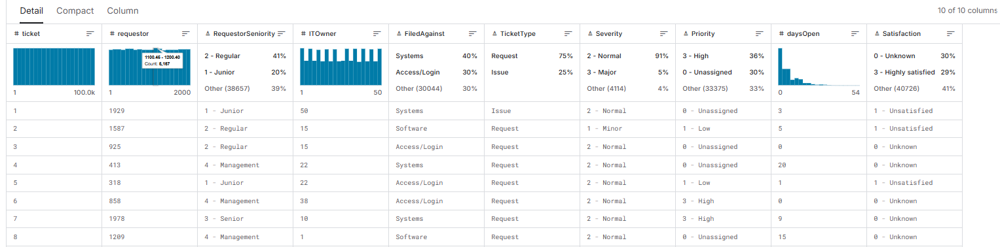 Detail Compact Column 10 of 10 columns
# ticket # requestor A RequestorSeniority # ITOwner A FiledAgainst A TicketType A Severity A Priority # daysOpen A Satisfaction
1100.45 - 1200.40
Count: 5,167
2 - Regular 41% Systems 40% Request 75% 2 - Normal 91% 3 - High 36% 0 - Unknown 30%
1 - Junior 20% Access/Login 30% Issue 25% 3 - Major 5% 0 - Unassigned 30% 3 - Highly satisfied 29%
Other (38657) 39% Other (30044) 30% Other (4114) 4% Other (33375) 33% Other (40726) 41%
1 100.0k 1 2000 1 50 0 54
1 1929 1 - Junior 50 Systems Issue 2 - Normal 0 - Unassigned 3 1 - Unsatisfied
2 1587 2 - Regular 15 Software Request 1 - Minor 1 - Low 5 1 - Unsatisfied
3 925 2 - Regular 15 Access/Login Request 2 - Normal 0 - Unassigned 0 0 - Unknown
4 413 4 - Management 22 Systems Request 2 - Normal 0 - Unassigned 20 0 - Unknown
5 318 1 - Junior 22 Access/Login Request 2 - Normal 1 - Low 1 1 - Unsatisfied
6 858 4 - Management 38 Access/Login Request 2 - Normal 3 - High 0 0 - Unknown
7 1978 3 - Senior 10 Systems Request 2 - Normal 3 - High 9 0 - Unknown
8 1209 4 - Management 1 Software Request 2 - Normal 0 - Unassigned 15 0 - Unknown